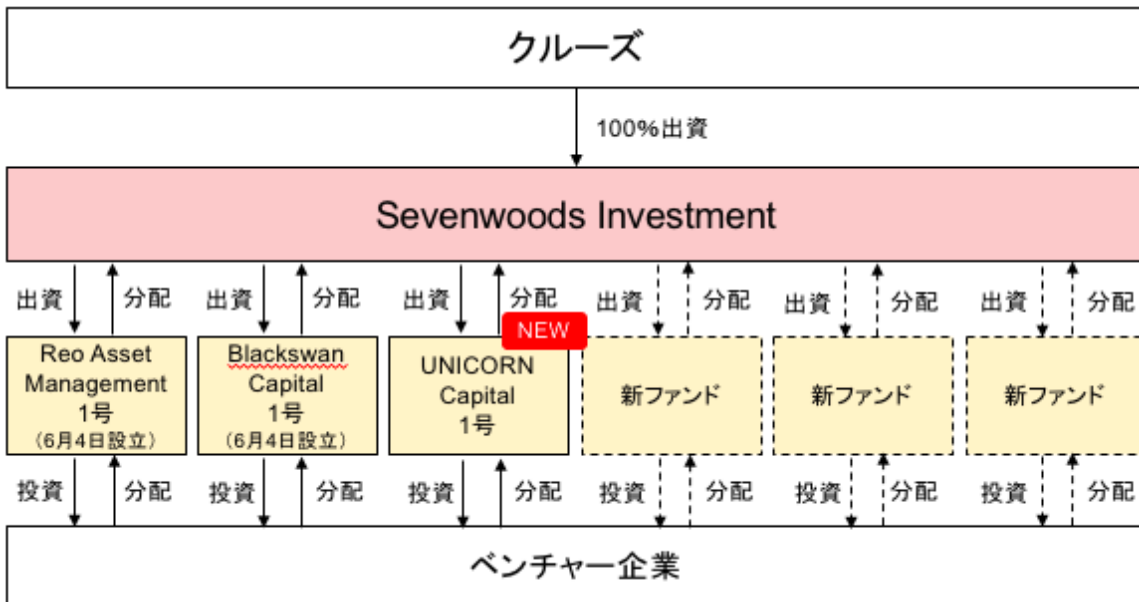 クルーズ
100%出資
Sevenwoods Investment
出資 分配 出資 分配 出資 分配 出資 分配 出資 分配 出資 分配
NEW
Reo Asset
Management
1号
(6月4日設立)
Blackswan
Capital
1号
(6月4日設立)
UNICORN
Capital
1号
新ファンド
新ファンド
新ファンド
投資 分配 投資 分配 投資 分配 投資 分配 投資 分配 投資 分配
ベンチャー企業